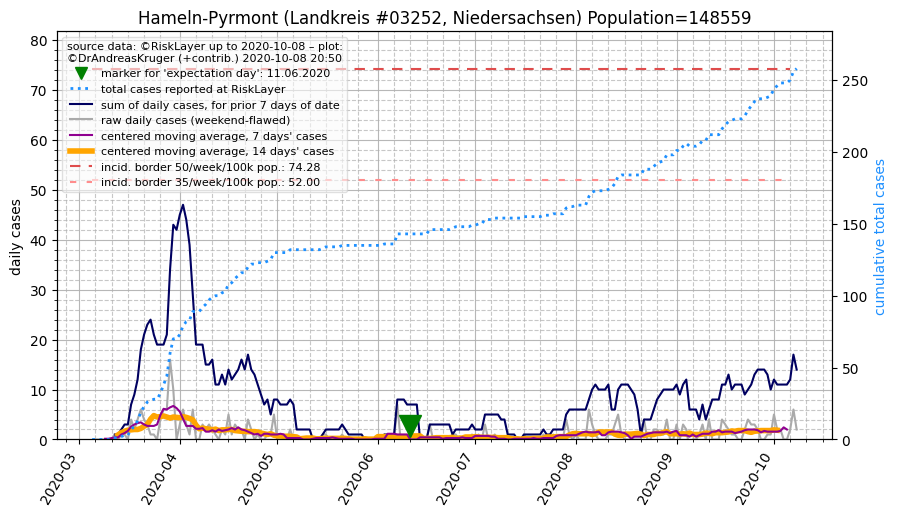 Hameln-Pyrmont (Landkreis #03252, Niedersachsen) Population=148559
source data: ©RiskLayer up to 2020-10-08 – plot:
©DrAndreasKruger (+contrib.) 2020-10-08 20:50
marker for 'expectation day': 11.06.2020
total cases reported at RiskLayer
sum of daily cases, for prior 7 days of date
raw daily cases (weekend-flawed)
centered moving average, 7 days' cases
centered moving average, 14 days' cases
incid. border 50/week/100k pop.: 74.28
incid. border 35/week/100k pop.: 52.00
daily cases
80
70
60
50
40
30
20
10
0
cumulative total cases
250
200
150
100
50
0
2020-03
2020-04
2020-05
2020-06
2020-07
2020-08
2020-09
2020-10